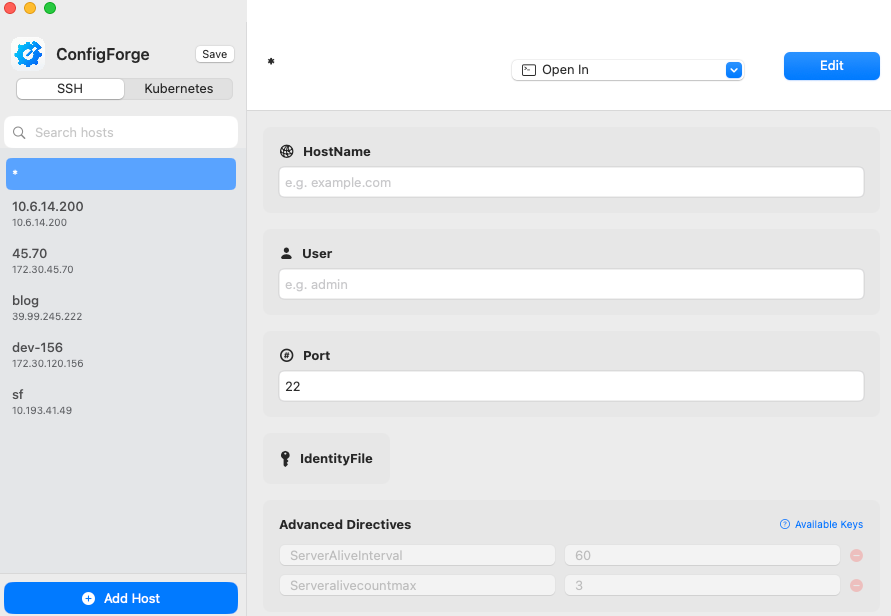 ConfigForge
Save
SSH
Kubernetes
Search hosts
*
10.6.14.200
10.6.14.200
45.70
172.30.45.70
blog
39.99.245.222
dev-156
172.30.120.156
sf
10.193.41.49
Add Host
*
Open In
Edit
HostName
e.g. example.com
User
e.g. admin
Port
22
IdentityFile
Advanced Directives
Available Keys
ServerAliveInterval
60
Serveralivecountmax
3